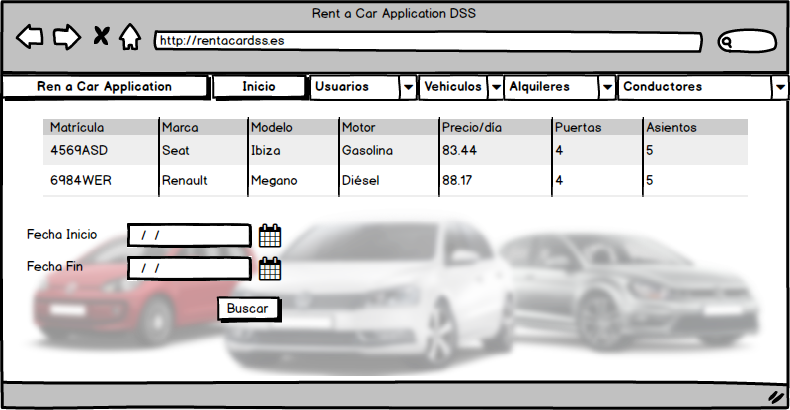 Rent a Car Application DSS
http://rentacardss.es
Ren a Car Application Inicio Usuarios Vehiculos Alquileres Conductores
Matrícula Marca Modelo Motor Precio/día Puertas Asientos
4569ASD Seat Ibiza Gasolina 83.44 4 5
6984WER Renault Megano Diésel 88.17 4 5
Fecha Inicio / /
Fecha Fin / /
Buscar